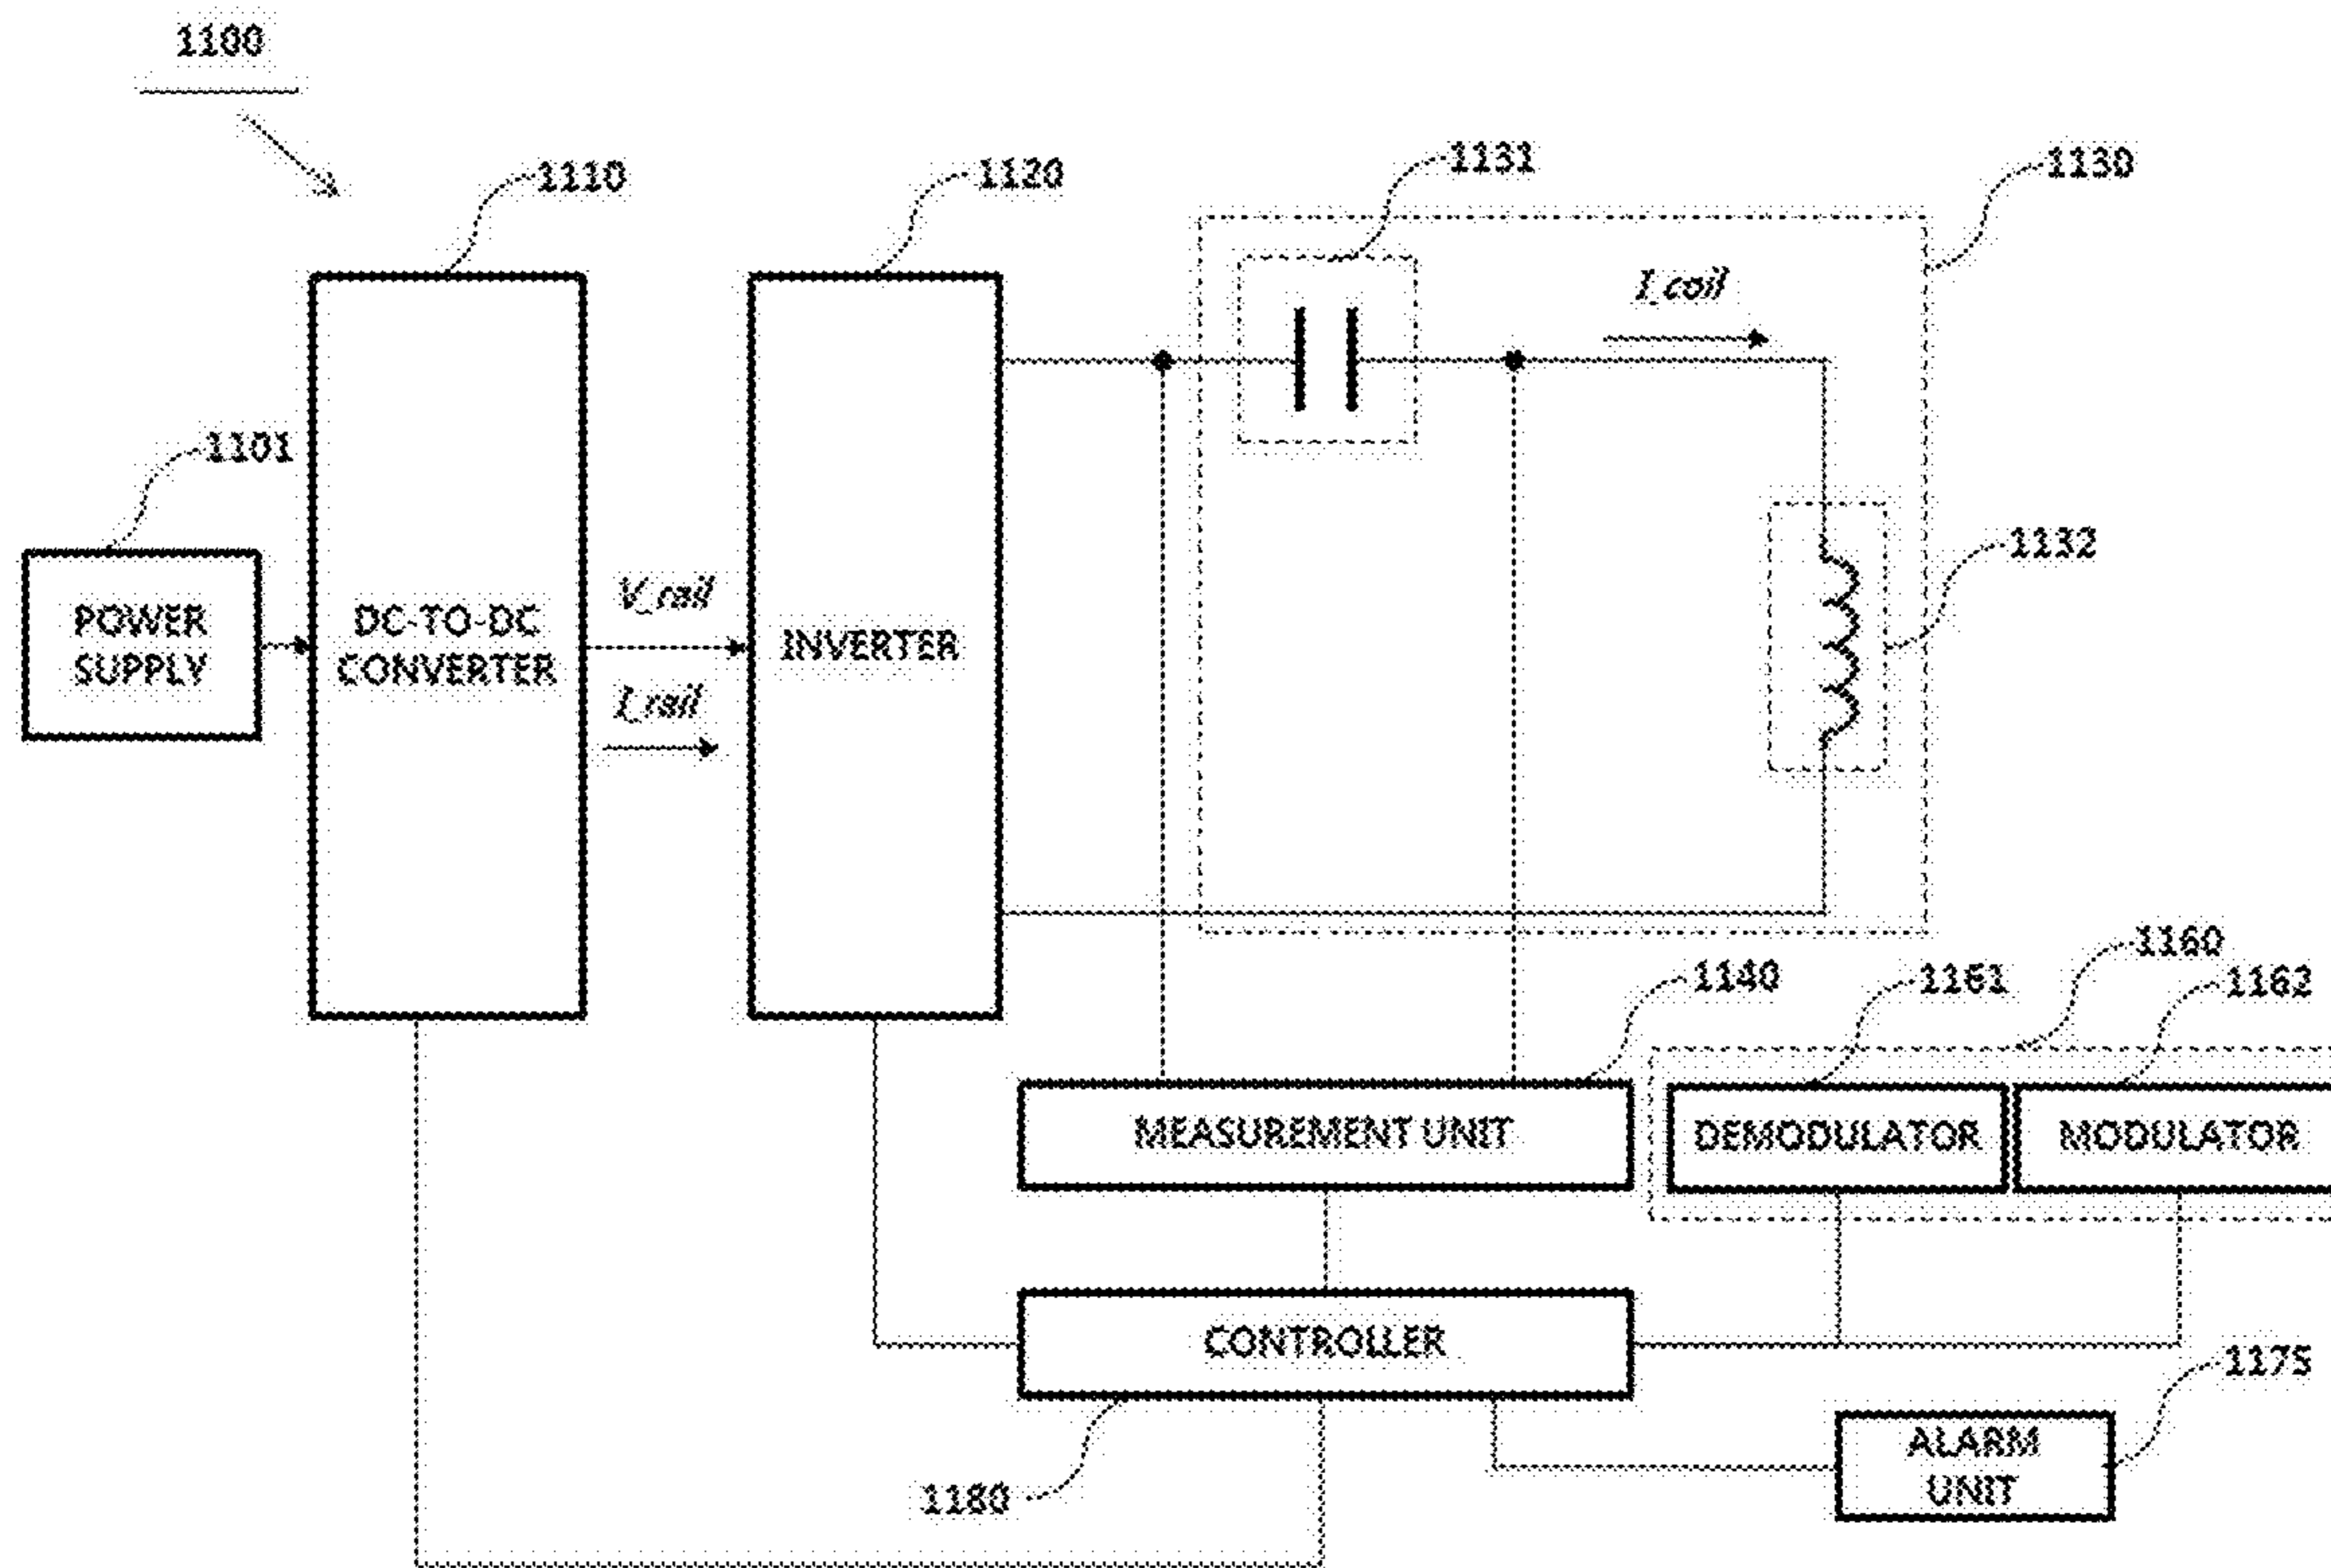 1100
1110
1120
1131
1130
I_coil
1101
1132
POWER
SUPPLY
DC-TO-DC
CONVERTER
V_rail
I_rail
INVERTER
1160
1140
1161
1162
MEASUREMENT UNIT
DEMODULATOR
MODULATOR
CONTROLLER
1175
ALARM
UNIT
1180